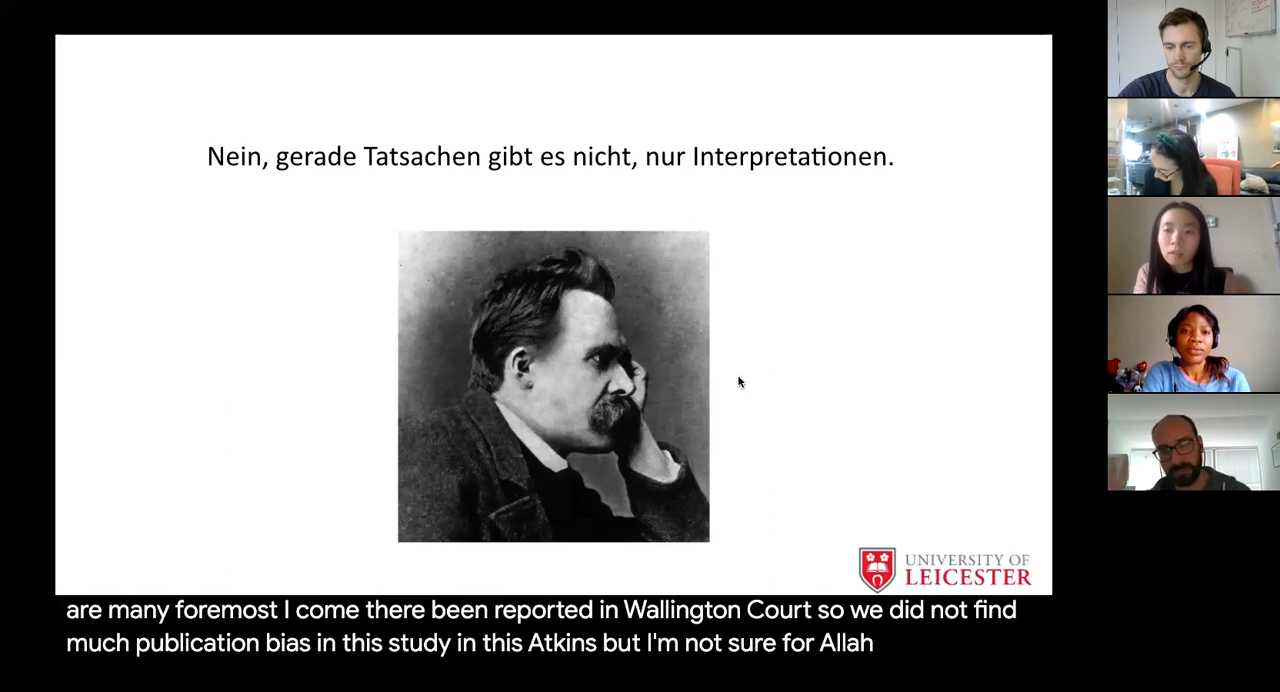 Nein, gerade Tatsachen gibt es nicht, nur Interpretationen.
UNIVERSITY OF
LEICESTER
are many foremost I come there been reported in Wallington Court so we did not find
much publication bias in this study in this Atkins but I'm not sure for Allah